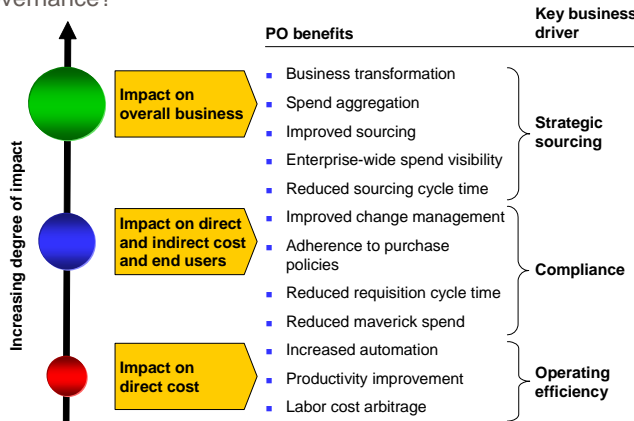 vernance?
PO benefits
Key business
driver
Increasing degree of impact
Impact on
overall business
Business transformation
Spend aggregation
Improved sourcing
Enterprise-wide spend visibility
Reduced sourcing cycle time
Strategic
sourcing
Impact on direct
and indirect cost
and end users
Improved change management
Adherence to purchase
policies
Reduced requisition cycle time
Reduced maverick spend
Compliance
Impact on
direct cost
Increased automation
Productivity improvement
Labor cost arbitrage
Operating
efficiency